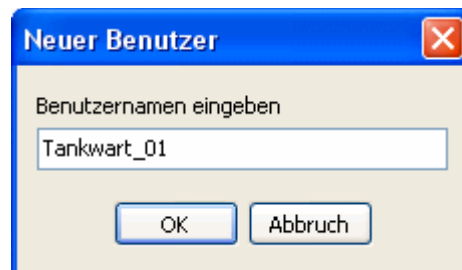 Neuer Benutzer
Benutzernamen eingeben
Tankwart_01
OK Abbruch